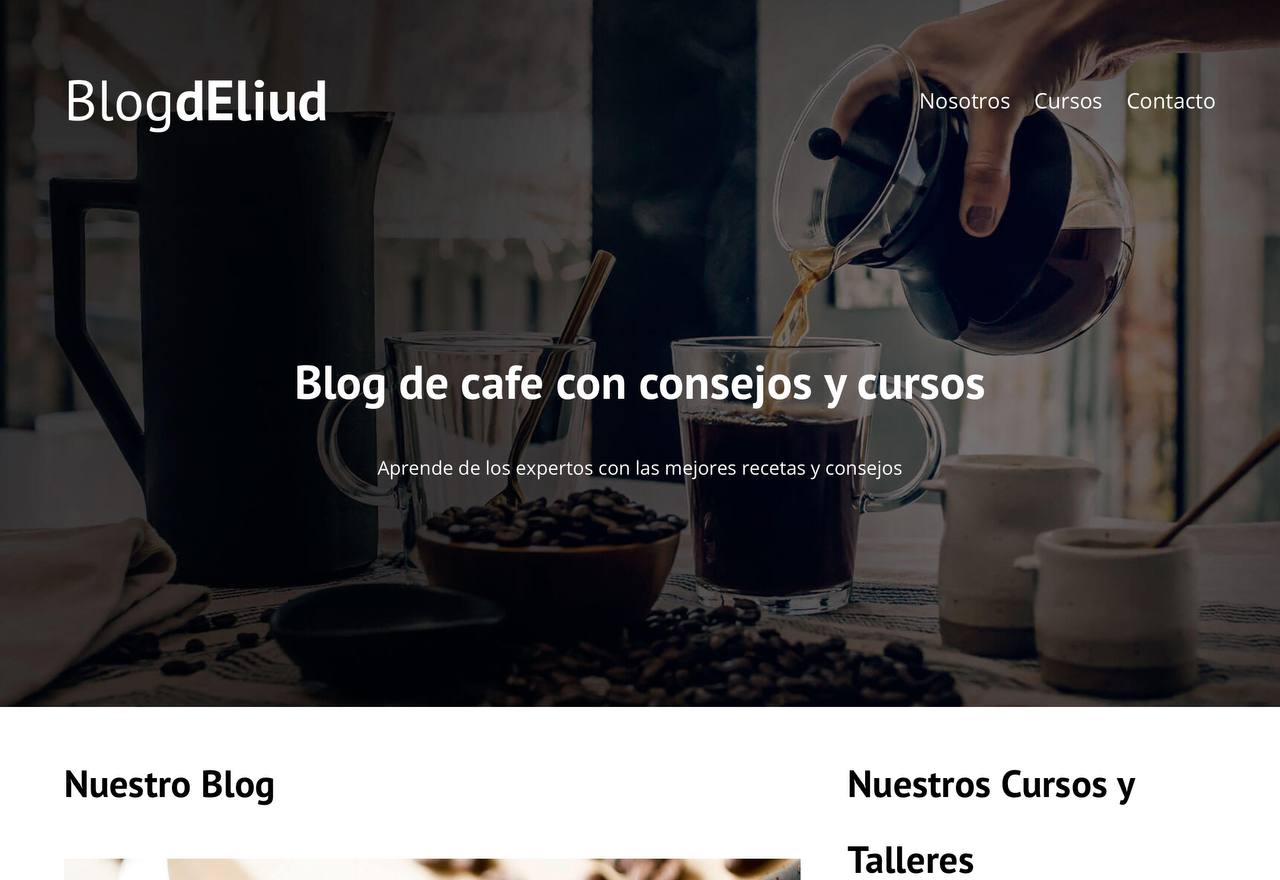 BlogdEliud
Nosotros Cursos Contacto
Blog de cafe con consejos y cursos
Aprende de los expertos con las mejores recetas y consejos
Nuestro Blog
Nuestros Cursos y
Talleres